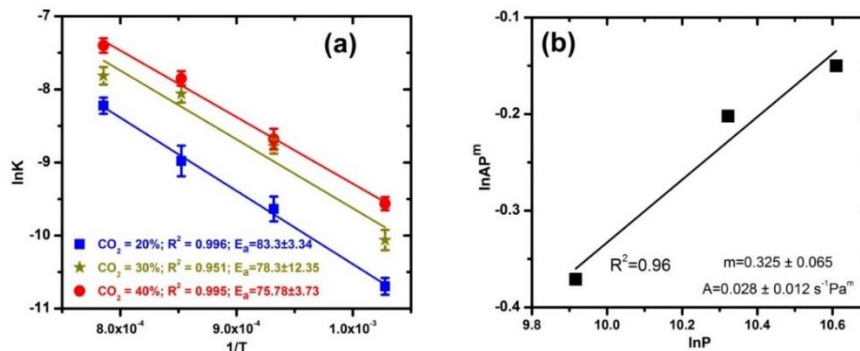 (a)
-7
-8
-9
-10
-11
lnK
CO₂ = 20%; R² = 0.996; Eₐ=83.3±3.34
CO₂ = 30%; R² = 0.951; Eₐ=78.3±12.35
CO₂ = 40%; R² = 0.995; Eₐ=75.78±3.73
8.0x10⁻⁴ 9.0x10⁻⁴ 1.0x10⁻³
1/T
(b)
-0.1
-0.2
-0.3
-0.4
lnAPᵐ
R²=0.96
m=0.325 ± 0.065
A=0.028 ± 0.012 s⁻¹Paᵐ
9.8 10.0 10.2 10.4 10.6
lnP